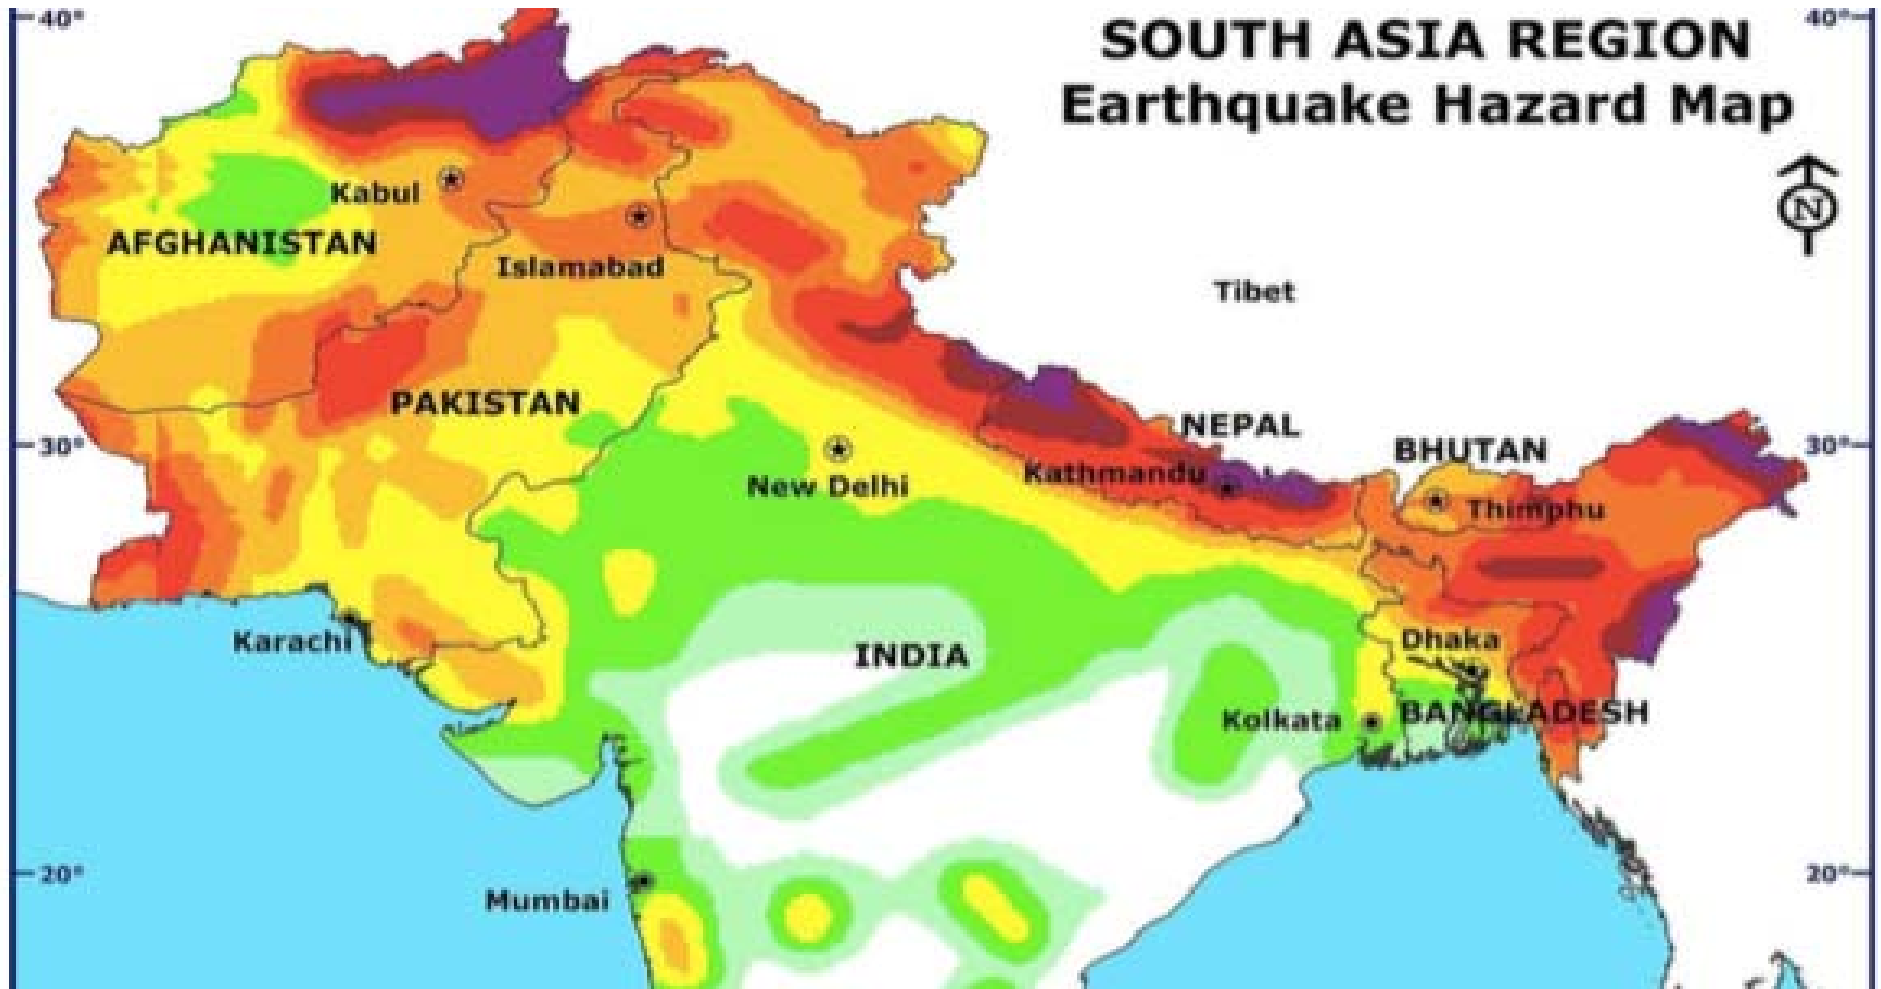 40°
SOUTH ASIA REGION
40°
Earthquake Hazard Map
Kabul
N
AFGHANISTAN
Islamabad
Tibet
PAKISTAN
NEPAL
30°
BHUTAN
30°
Kathmandu
New Delhi
Thimphu
Karachi
INDIA
Dhaka
Kolkata
BANGLADESH
20°
20°
Mumbai